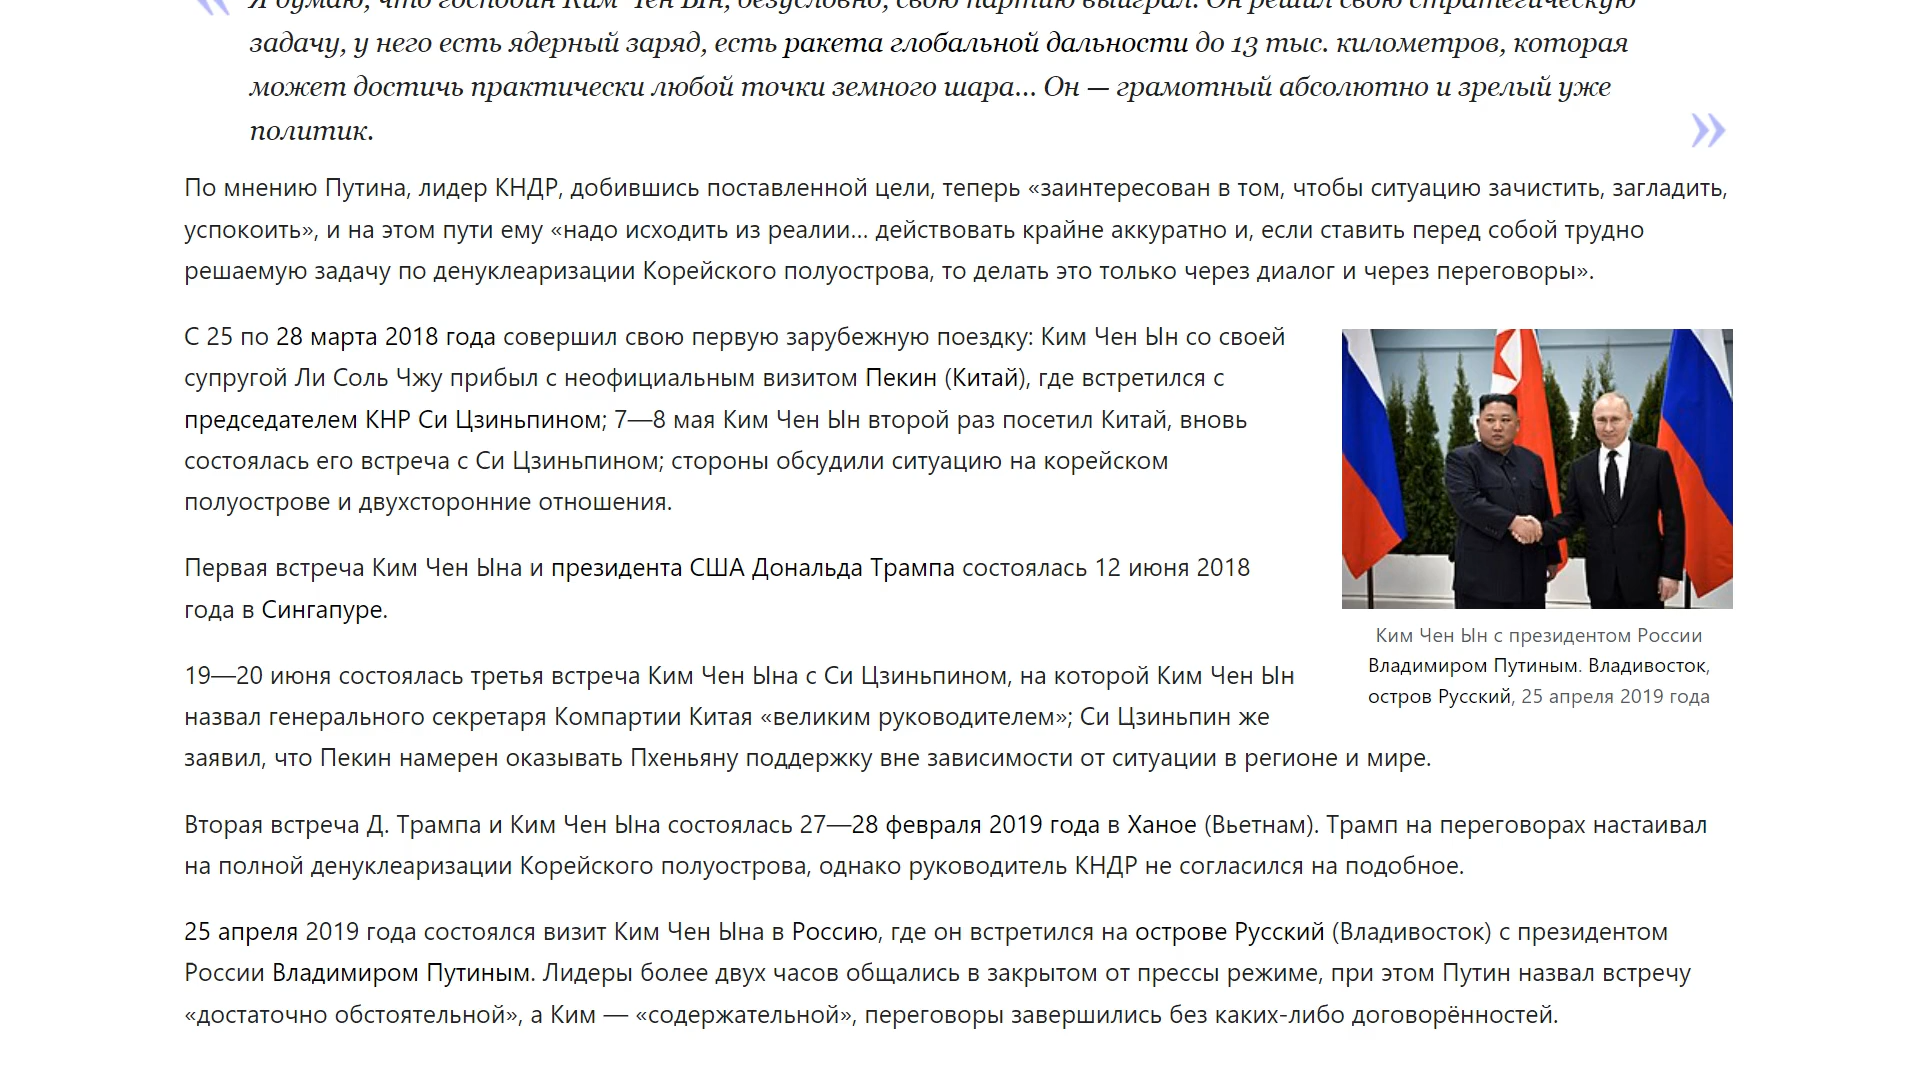 Я думаю, что господин Ким Чен Ын, безусловно, свою партию выиграл. Он решил свою стратегическую
задачу, у него есть ядерный заряд, есть ракета глобальной дальности до 13 тыс. километров, которая
может достичь практически любой точки земного шара... Он — грамотный абсолютно и зрелый уже
политик.
По мнению Путина, лидер КНДР, добившись поставленной цели, теперь «заинтересован в том, чтобы ситуацию зачистить, загладить,
успокоить», и на этом пути ему «надо исходить из реалии... действовать крайне аккуратно и, если ставить перед собой трудно
решаемую задачу по денуклеаризации Корейского полуострова, то делать это только через диалог и через переговоры».
С 25 по 28 марта 2018 года совершил свою первую зарубежную поездку: Ким Чен Ын со своей
супругой Ли Соль Чжу прибыл с неофициальным визитом Пекин (Китай), где встретился с
председателем КНР Си Цзиньпином; 7—8 мая Ким Чен Ын второй раз посетил Китай, вновь
состоялась его встреча с Си Цзиньпином; стороны обсудили ситуацию на корейском
полуострове и двухсторонние отношения.
Первая встреча Ким Чен Ына и президента США Дональда Трампа состоялась 12 июня 2018
года в Сингапуре.
Ким Чен Ын с президентом России
Владимиром Путиным. Владивосток,
остров Русский, 25 апреля 2019 года
19—20 июня состоялась третья встреча Ким Чен Ына с Си Цзиньпином, на которой Ким Чен Ын
назвал генерального секретаря Компартии Китая «великим руководителем»; Си Цзиньпин же
заявил, что Пекин намерен оказывать Пхеньяну поддержку вне зависимости от ситуации в регионе и мире.
Вторая встреча Д. Трампа и Ким Чен Ына состоялась 27—28 февраля 2019 года в Ханое (Вьетнам). Трамп на переговорах настаивал
на полной денуклеаризации Корейского полуострова, однако руководитель КНДР не согласился на подобное.
25 апреля 2019 года состоялся визит Ким Чен Ына в Россию, где он встретился на острове Русский (Владивосток) с президентом
России Владимиром Путиным. Лидеры более двух часов общались в закрытом от прессы режиме, при этом Путин назвал встречу
«достаточно обстоятельной», а Ким — «содержательной», переговоры завершились без каких-либо договорённостей.